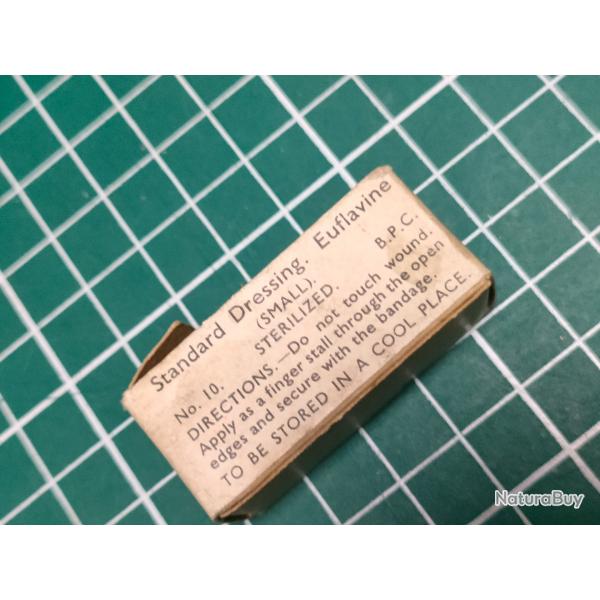 Standard Dressing. Euflavine
(SMALL).
No. 10. STERILIZED. B.P.C.
DIRECTIONS.—Do not touch wound.
Apply as a finger stall through the open
edges and secure with the bandage.
TO BE STORED IN A COOL PLACE.
NaturaBuy